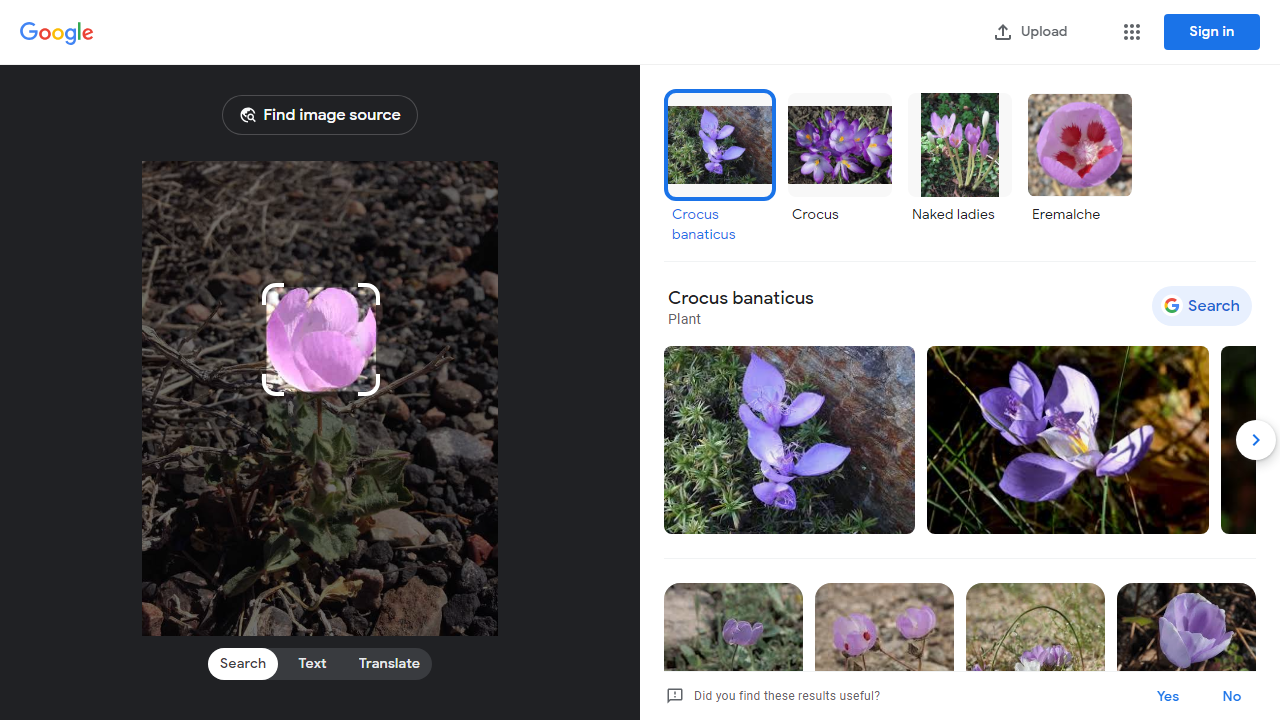 Google
Upload
Sign in
Find image source
Search
Text
Translate
Crocus
banaticus
Crocus
Naked ladies
Eremalche
Crocus banaticus
Plant
Search
Did you find these results useful?
Yes
No